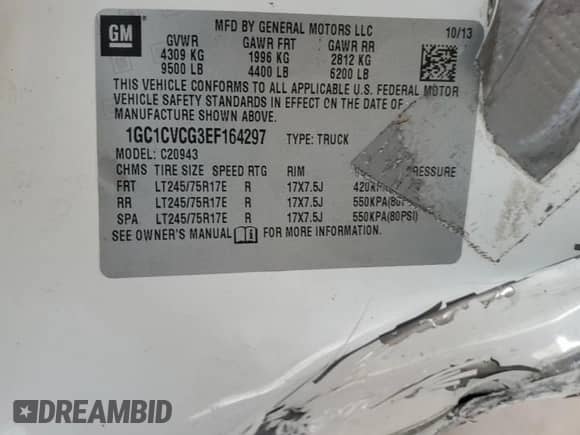 GM
MFD BY GENERAL MOTORS LLC 10/13
GVWR GAWR FRT GAWR RR
4309 KG 1996 KG 2812 KG
9500 LB 4400 LB 6200 LB
THIS VEHICLE CONFORMS TO ALL APPLICABLE U.S. FEDERAL MOTOR
VEHICLE SAFETY STANDARDS IN EFFECT ON THE DATE OF
MANUFACTURE SHOWN ABOVE.
1GC1CVCG3EF164297 TYPE: TRUCK
MODEL: C20943
CHMS TIRE SIZE SPEED RTG RIM PRESSURE
FRT LT245/75R17E R 17X7.5J
RR LT245/75R17E R 17X7.5J 550KPA(80PSI)
SPA LT245/75R17E R 17X7.5J 550KPA(80PSI)
SEE OWNER'S MANUAL FOR MORE INFORMATION.
DREAMBID